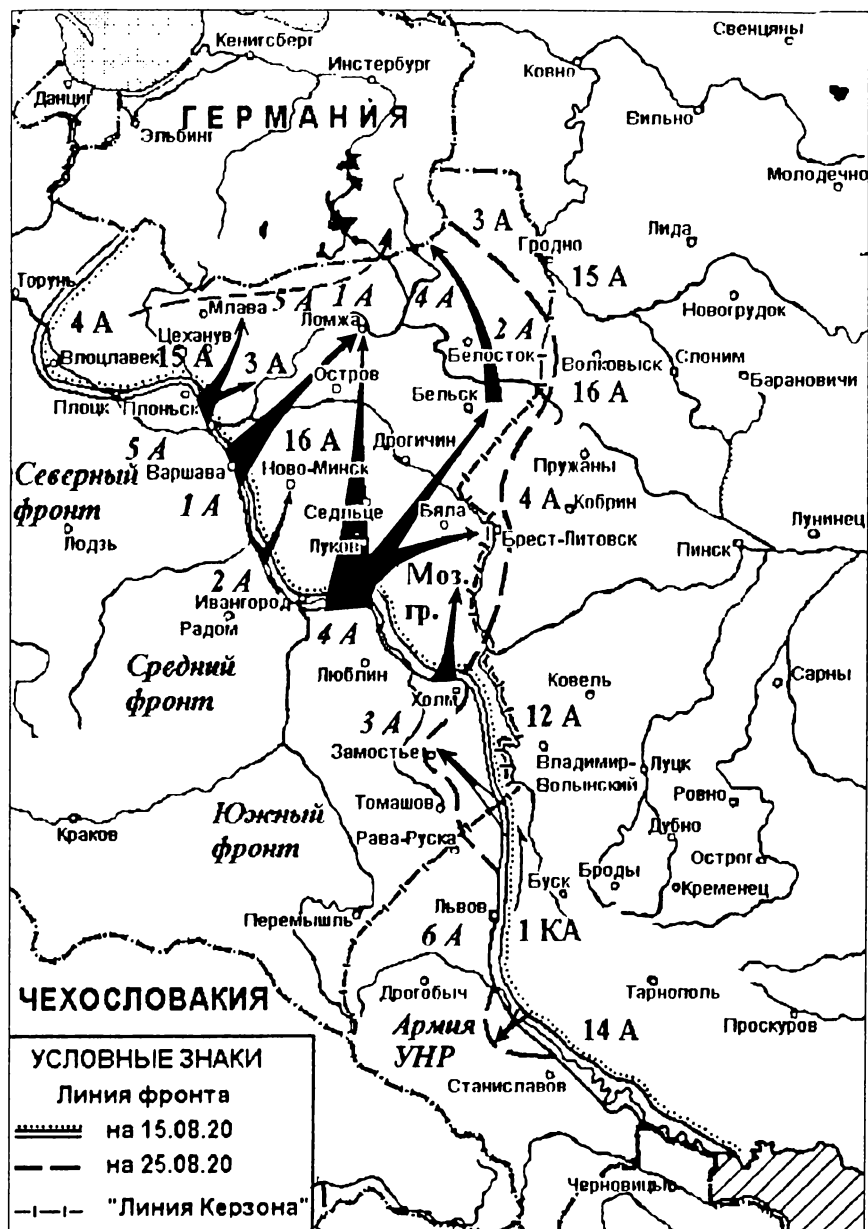 Свенцяны
Кенигсберг
Инстербург
Ковно
Данциг
ГЕРМАНИЯ
Эльбинг
Вильно
Молодечно
3 А
Гродно
Лида
15 А
Торунь
Новогрудок
4 А
Млава
5 А
1 А
4 А
Ломжа
2 А
Цеханув
Белосток
Влоцлавек
15 А
3 А
Волковыск
Слоним
Барановичи
Остров
16 А
Плоцк
Плоньск
Бельск
5 А
16 А
Дрогичин
Северный
фронт
Варшава
Ново-Минск
Пружаны
1 А
4 А
Кобрин
Седльце
Бяла
Лодзь
Луков
Брест-Литовск
Пинск
Лунинец
2 А
Моз.
гр.
Ивангород
Радом
4 А
Средний
фронт
Люблин
Холм
Ковель
Сарны
3 А
12 А
Замостье
Владимир-
Волынский
Луцк
Томашов
Ровно
Южный
фронт
Краков
Рава-Руска
Дубно
Острог
Буск
Броды
Кременец
Перемышль
Львов
6 А
1 КА
ЧЕХОСЛОВАКИЯ
Дрогобыч
Тарнополь
Армия
УНР
14 А
Проскуров
Станиславов
Черновицы
УСЛОВНЫЕ ЗНАКИ
Линия фронта
на 15.08.20
на 25.08.20
"Линия Керзона"